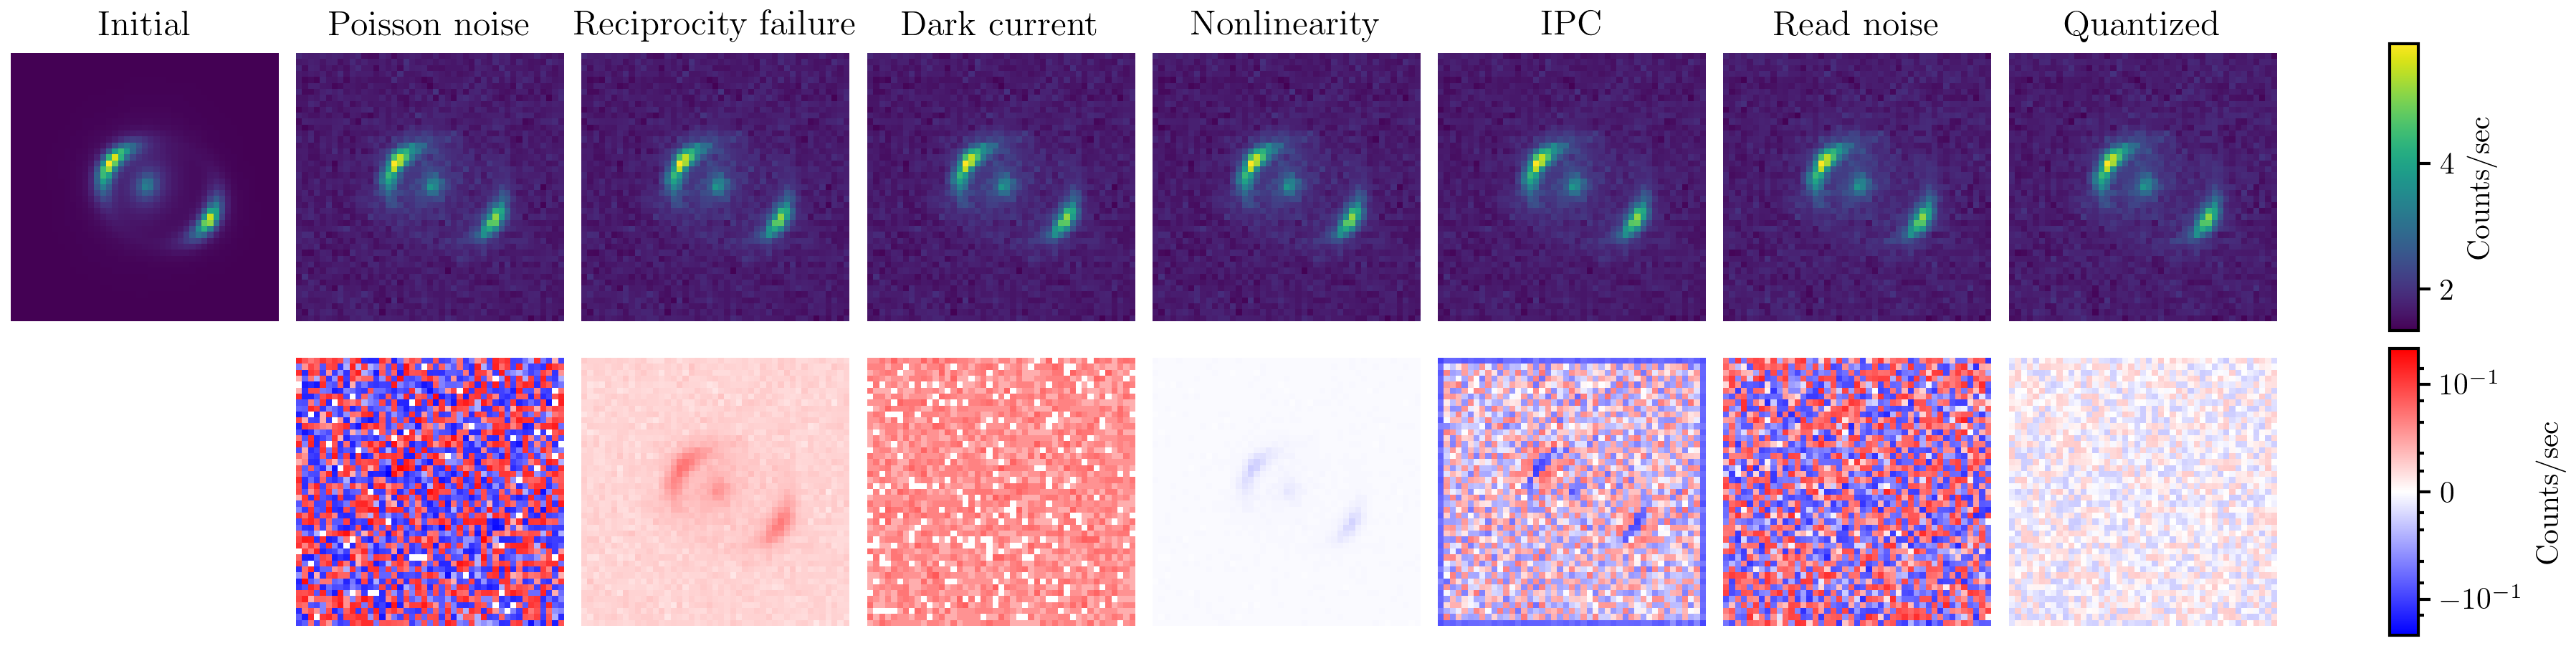 Initial
Poisson noise
Reciprocity failure
Dark current
Nonlinearity
IPC
Read noise
Quantized
4
2
Counts/sec
10⁻¹
0
−10⁻¹
Counts/sec